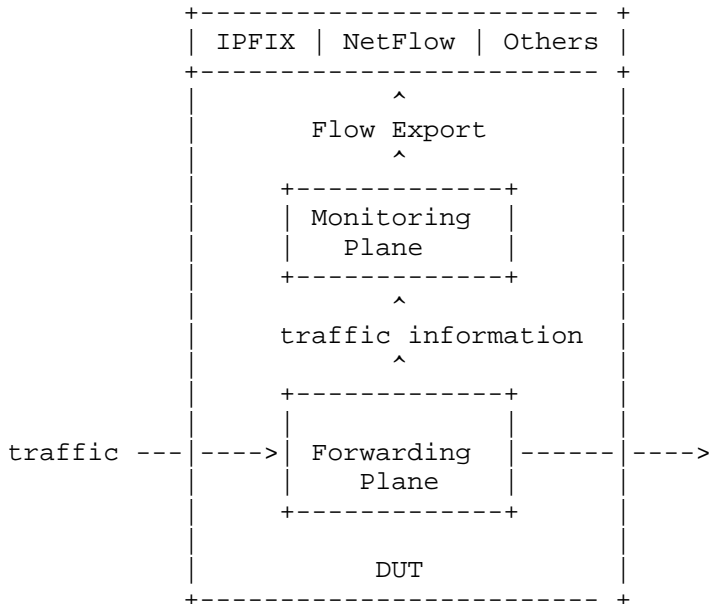 IPFIX | NetFlow | Others
Flow Export
Monitoring
Plane
traffic information
traffic
Forwarding
Plane
DUT